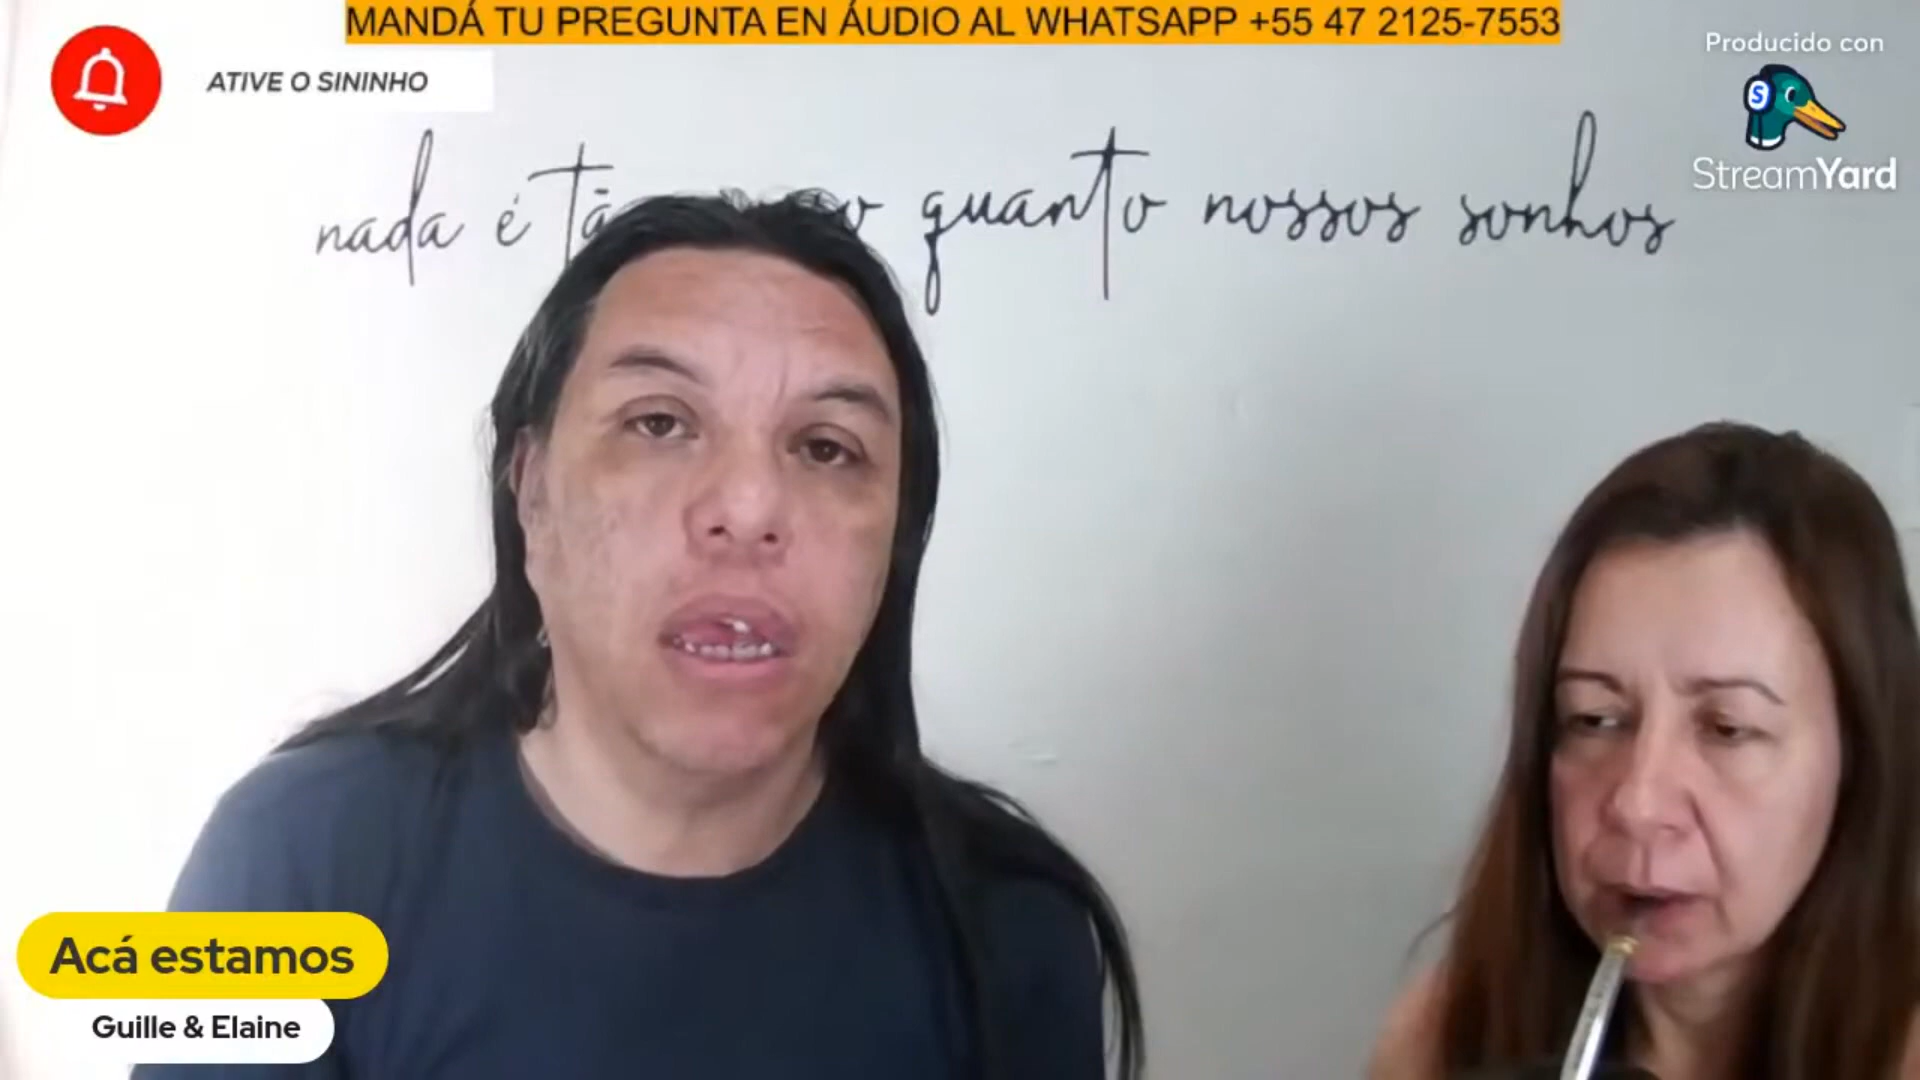 MANDÁ TU PREGUNTA EN ÁUDIO AL WHATSAPP +55 47 2125-7553
Producido con
ATIVE O SININHO
StreamYard
nada é quanto nossos sonhos
Acá estamos
Guille & Elaine